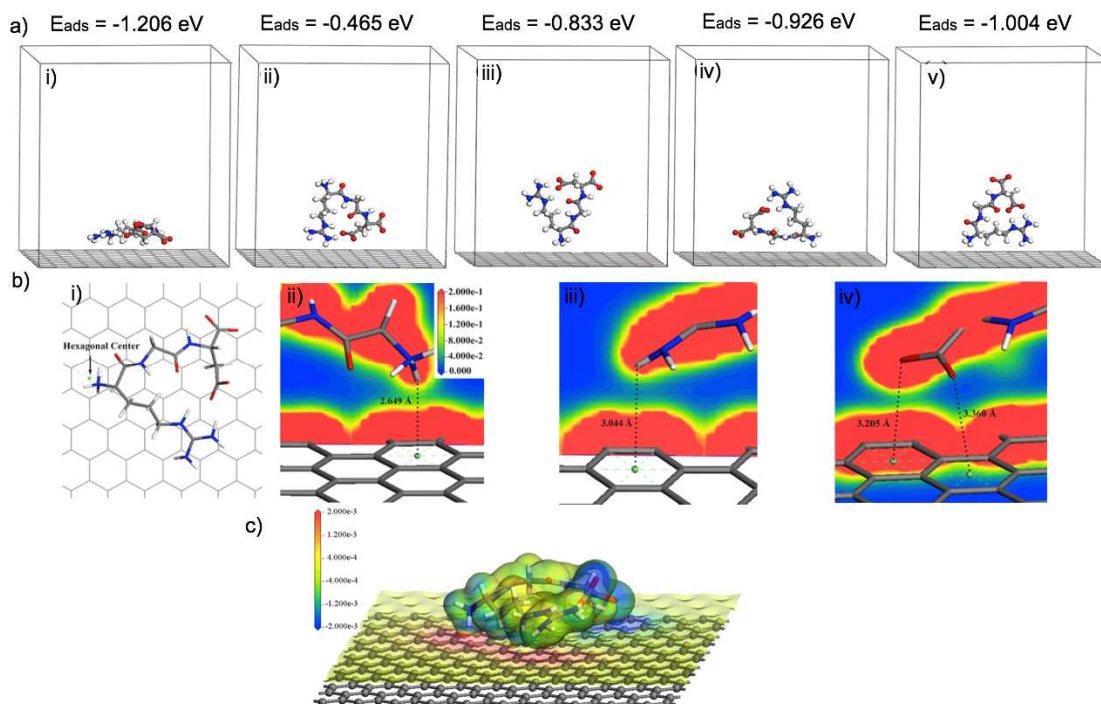 a) Eads = -1.206 eV Eads = -0.465 eV Eads = -0.833 eV Eads = -0.926 eV Eads = -1.004 eV
i) ii) iii) iv) v)
b) i) ii) iii) iv)
Hexagonal Center
2.000e-1
1.600e-1
1.200e-1
8.000e-2
4.000e-2
0.000
2.649 Å
3.044 Å
3.205 Å
3.360 Å
c)
2.000e-3
1.200e-3
4.000e-4
-4.000e-4
-1.200e-3
-2.000e-3